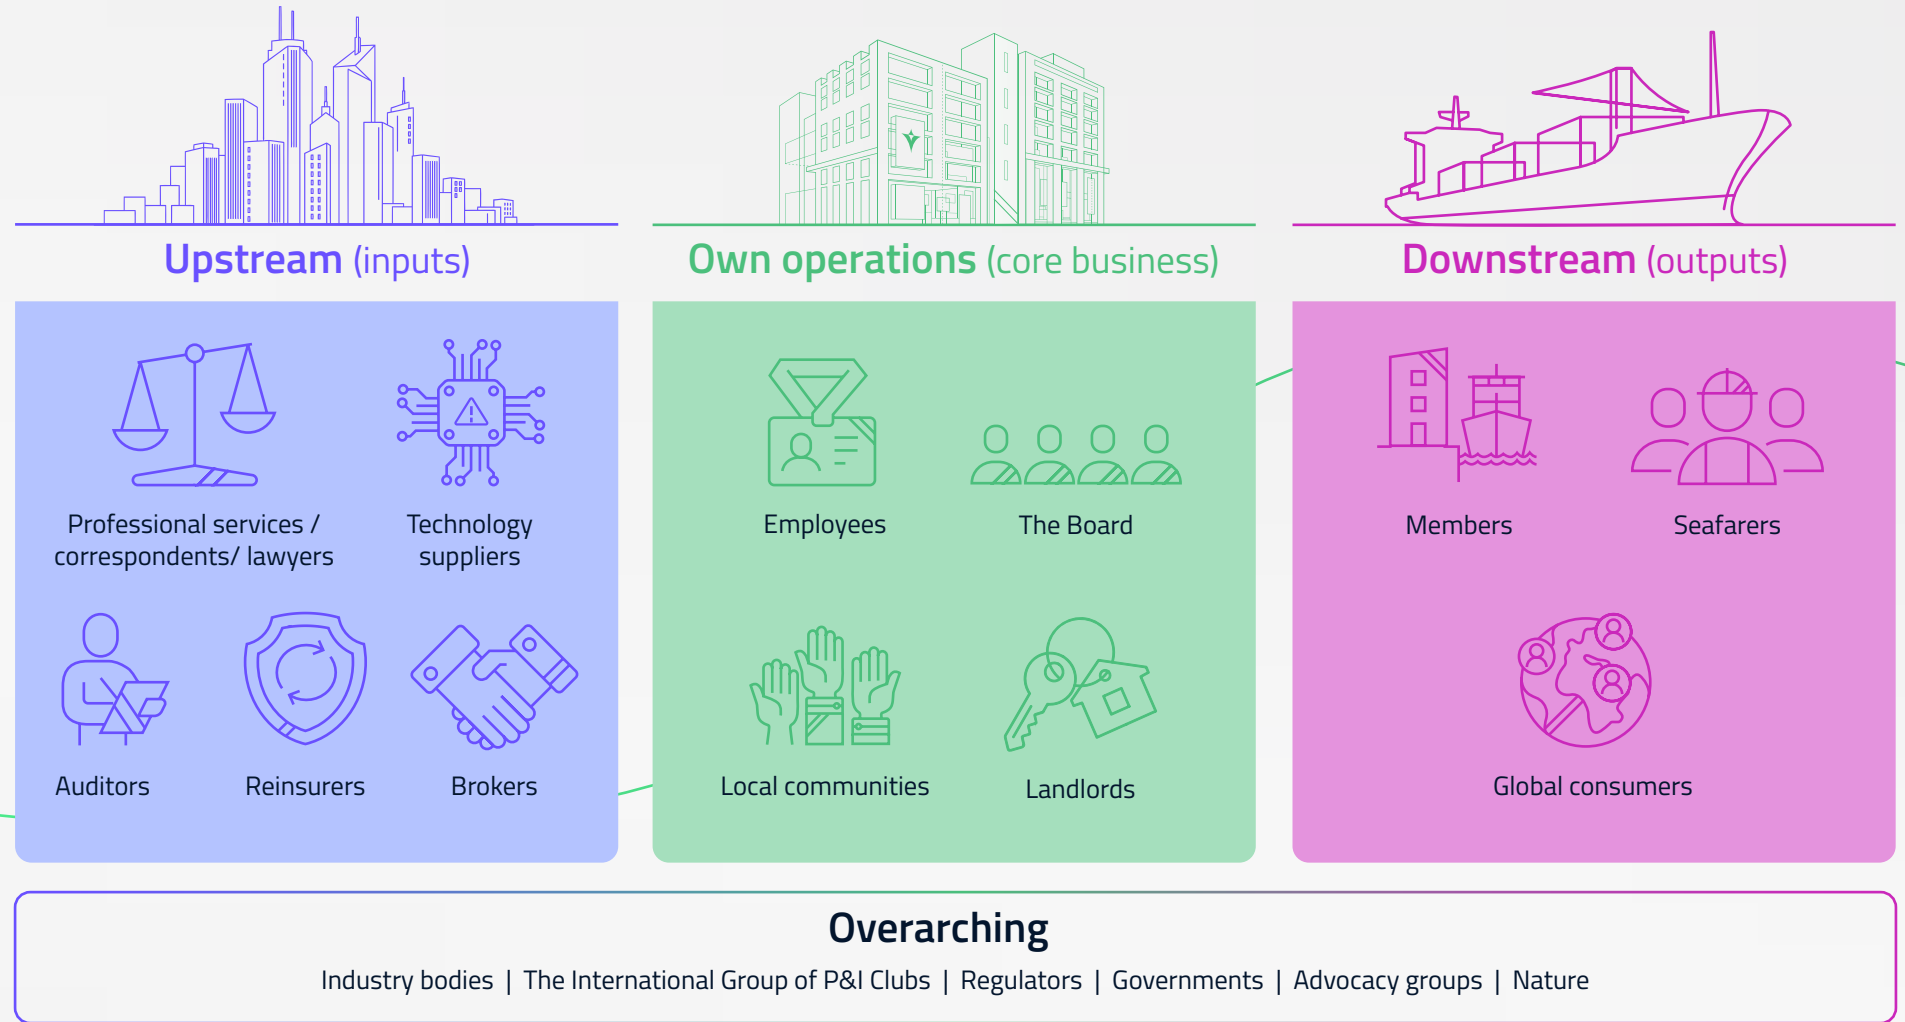 Upstream (inputs)
Own operations (core business)
Downstream (outputs)
Professional services /
correspondents/ lawyers
Technology
suppliers
Auditors
Reinsurers
Brokers
Employees
The Board
Local communities
Landlords
Members
Seafarers
Global consumers
Overarching
Industry bodies | The International Group of P&I Clubs | Regulators | Governments | Advocacy groups | Nature